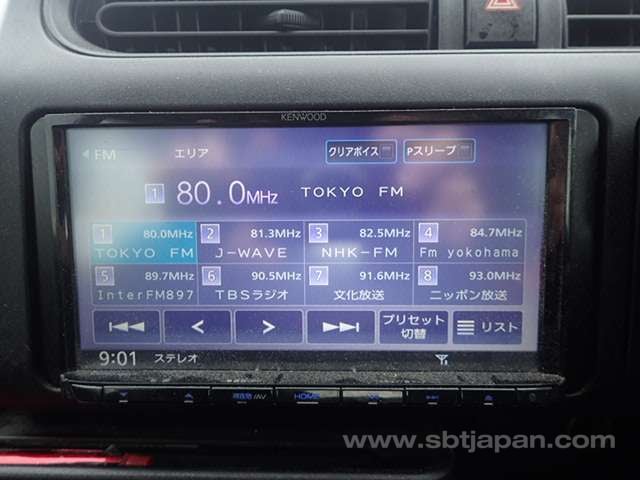 KENWOOD
FM エリア クリアボイス Pスリープ
1 80.0MHz TOKYO FM
1 80.0MHz 2 81.3MHz 3 82.5MHz 4 84.7MHz
TOKYO FM J-WAVE NHK-FM Fm yokohama
5 89.7MHz 6 90.5MHz 7 91.6MHz 8 93.0MHz
InterFM897 TBSラジオ 文化放送 ニッポン放送
プリセット
切替
リスト
9:01 ステレオ
現在地/AV HOME
www.sbtjapan.com